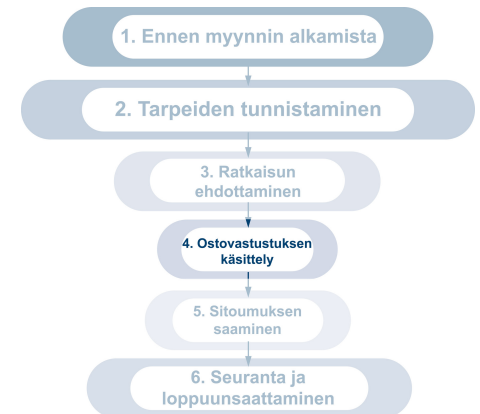 1. Ennen myynnin alkamista
2. Tarpeiden tunnistaminen
3. Ratkaisun
ehdottaminen
4. Ostovastustuksen
käsittely
5. Sitoumuksen
saaminen
6. Seuranta ja
loppuunsaattaminen